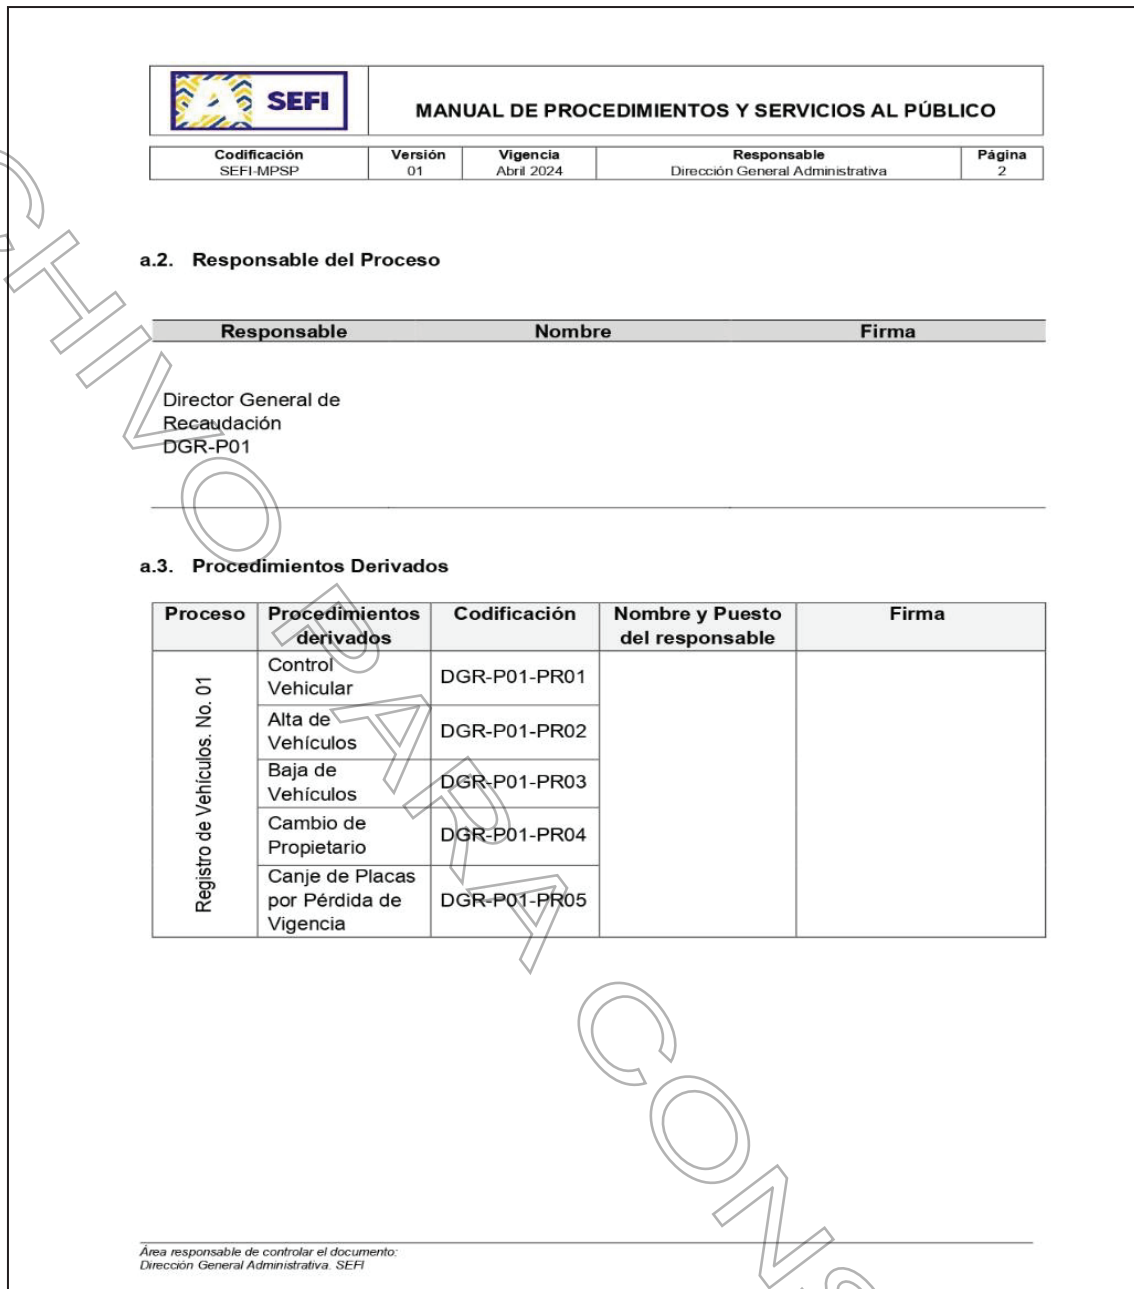 SEFI
MANUAL DE PROCEDIMIENTOS Y SERVICIOS AL PÚBLICO
Codificación Versión Vigencia Responsable Página
SEFI-MPSP 01 Abril 2024 Dirección General Administrativa 2
a.2. Responsable del Proceso
Responsable Nombre Firma
Director General de
Recaudación
DGR-P01
a.3. Procedimientos Derivados
Proceso Procedimientos Codificación Nombre y Puesto Firma
derivados del responsable
Registro de Vehículos. No. 01
Control
Vehicular
DGR-P01-PR01
Alta de
Vehículos
DGR-P01-PR02
Baja de
Vehículos
DGR-P01-PR03
Cambio de
Propietario
DGR-P01-PR04
Canje de Placas
por Pérdida de
Vigencia
DGR-P01-PR05
Área responsable de controlar el documento:
Dirección General Administrativa. SEFI
CHIVO PARA CONS